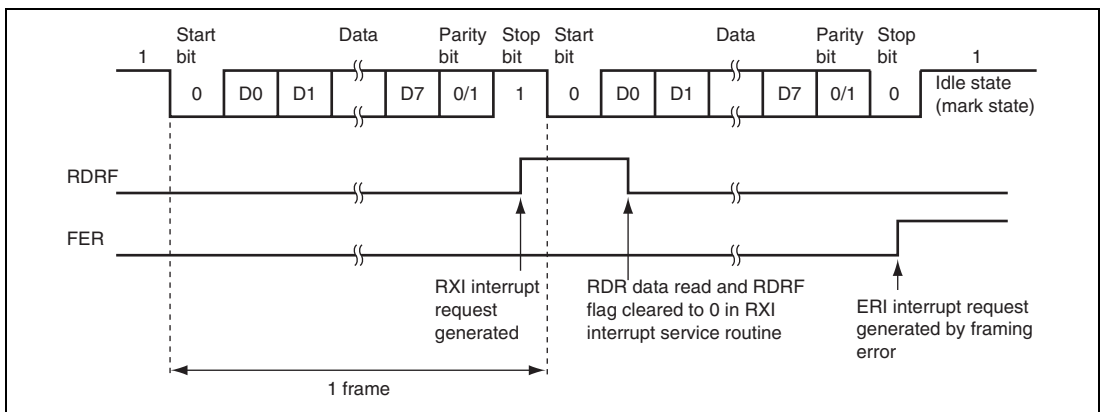 Start bit
Data
Parity bit
Stop bit
Start bit
Data
Parity bit
Stop bit
1
1
0
D0
D1
D7
0/1
1
0
D0
D1
D7
0/1
0
Idle state
(mark state)
RDRF
FER
RXI interrupt
request
generated
RDR data read and RDRF
flag cleared to 0 in RXI
interrupt service routine
ERI interrupt request
generated by framing
error
1 frame